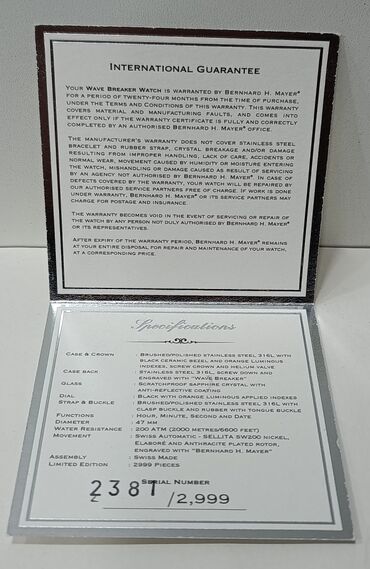 International Guarantee
Your Wave Breaker Watch is warranted by Bernhard H. Mayer®
for a period of twenty-four months from the time of purchase,
under the Terms and Conditions of this warranty. This warranty
covers material and manufacturing faults, and comes into
effect only if the warranty certificate is fully and correctly
completed by an authorised Bernhard H. Mayer® office.
The manufacturer's warranty does not cover stainless steel
bracelet and rubber strap, crystal breakage and/or damage
resulting from improper handling, lack of care, accidents or
normal wear, movement caused by humidity or moisture entering
the watch, mishandling or damage caused as result of servicing
by an agency not authorised by Bernhard H. Mayer®. In case of
defects covered by the warranty, your watch will be repaired by
our authorised service partners free of charge. If work is done
under warranty, Bernhard H. Mayer® or its service partners may
charge for postage and insurance.
The warranty becomes void in the event of servicing or repair of
the watch by any person not duly authorised by Bernhard H. Mayer®
or its representatives.
After expiry of the warranty period, Bernhard H. Mayer® remains
at your entire disposal for repair and maintenance of your watch,
at a corresponding price.
Specifications
Case & Crown : Brushed/polished stainless steel 316L with
black ceramic bezel and orange luminous
indexes, screw crown and helium valve
Case back : Stainless steel 316L screw down and
engraved with "Wave Breaker"
Glass : Scratchproof sapphire crystal with
anti-reflective coating
Dial : Black with orange luminous applied indexes
Strap & Buckle : Brushed/polished stainless steel 316L with
clasp buckle and rubber with tongue buckle
Functions : Hour, Minute, Second and Date
Diameter : 47 mm
Water Resistance : 200 ATM (2000 metres/6600 feet)
Movement : Swiss Automatic - SELLITA SW200 nickel,
Elaboré and Anthracite plated rotor,
engraved with "Bernhard H. Mayer"
Assembly : Swiss Made
Limited Edition : 2999 Pieces
Serial Number
2381 /2,999